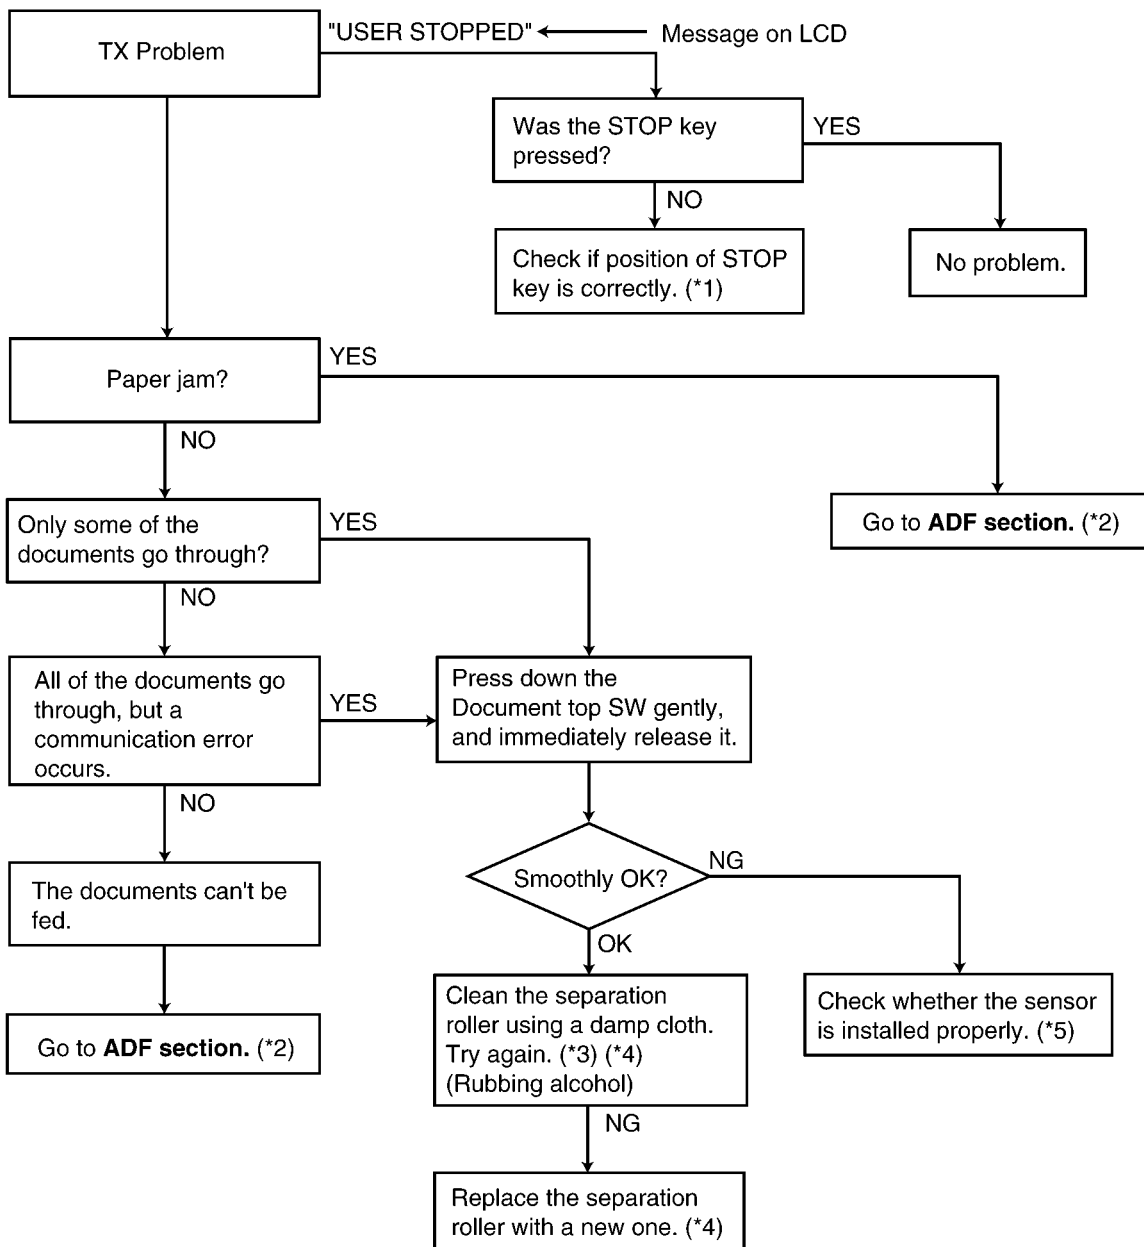 TX Problem
"USER STOPPED"
Message on LCD
Was the STOP key
pressed?
YES
NO
Check if position of STOP
key is correctly. (*1)
No problem.
Paper jam?
YES
NO
Go to ADF section. (*2)
Only some of the
documents go through?
YES
NO
All of the documents go
through, but a
communication error
occurs.
YES
NO
Press down the
Document top SW gently,
and immediately release it.
Smoothly OK?
NG
OK
The documents can't be
fed.
Go to ADF section. (*2)
Clean the separation
roller using a damp cloth.
Try again. (*3) (*4)
(Rubbing alcohol)
NG
Check whether the sensor
is installed properly. (*5)
Replace the separation
roller with a new one. (*4)